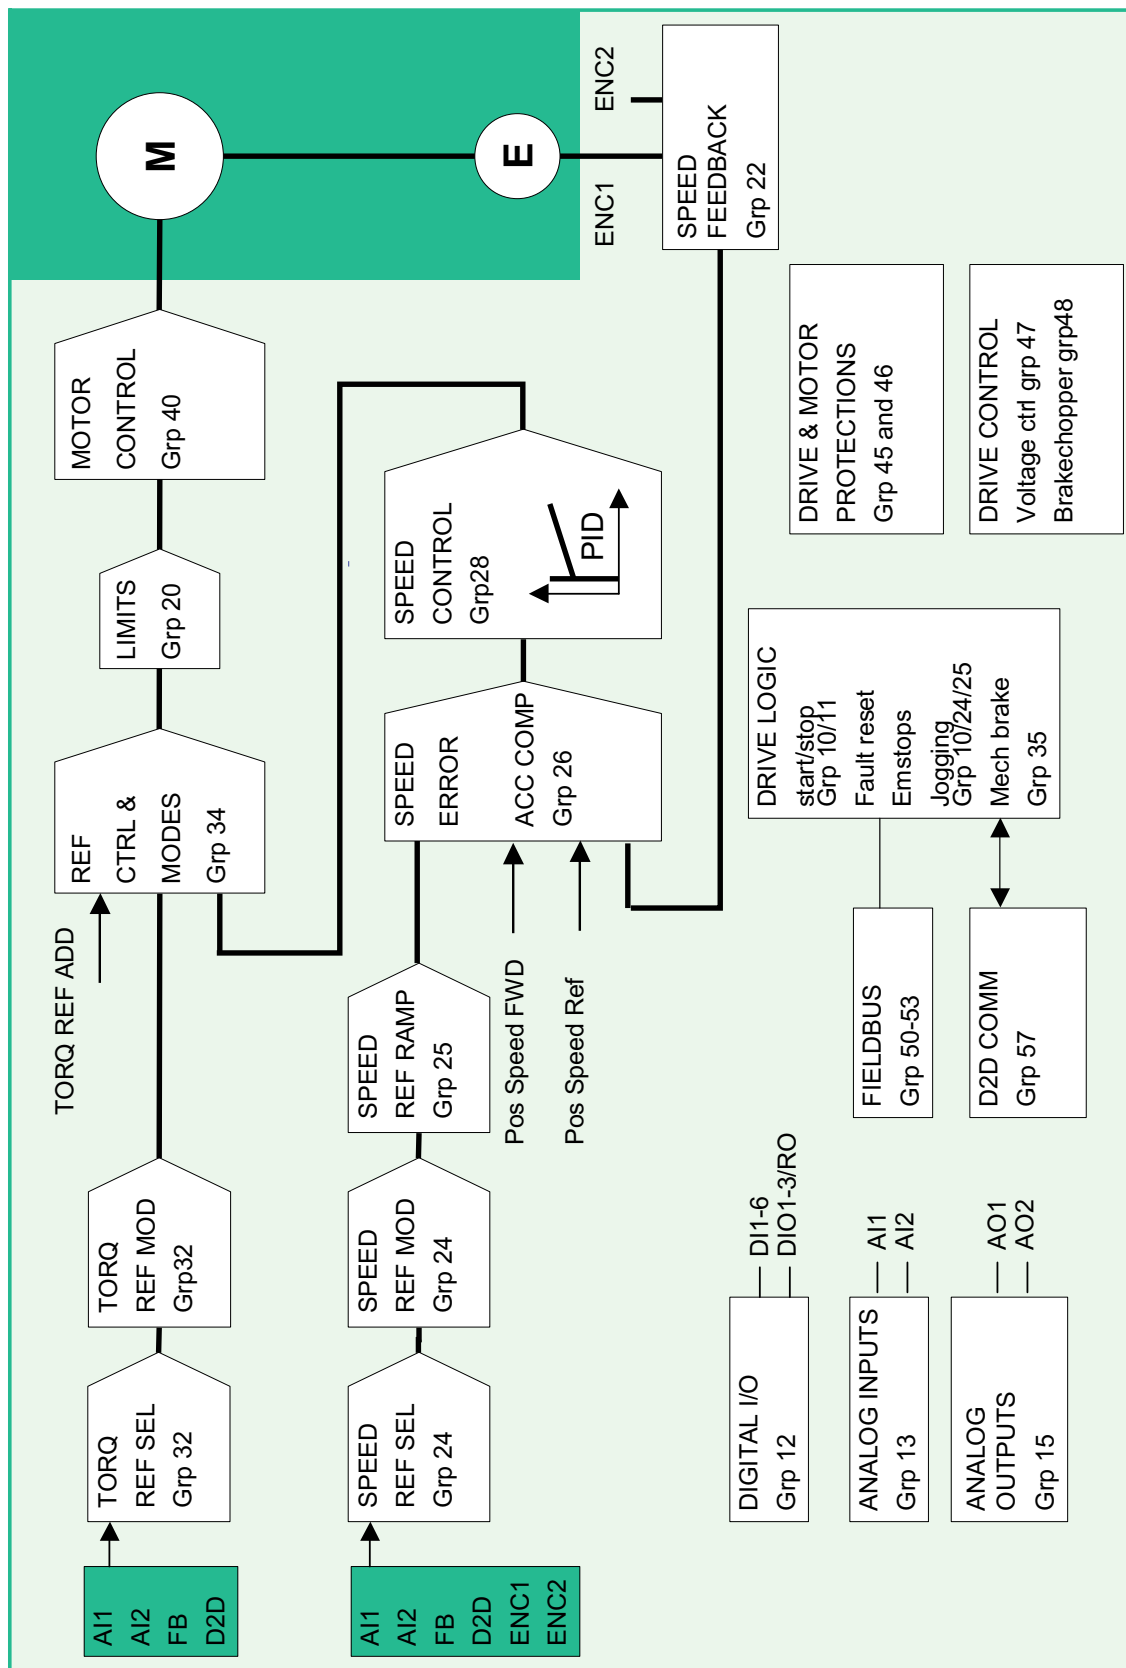 AI1
AI2
FB
D2D
TORQ
REF SEL
Grp 32
TORQ
REF MOD
Grp32
TORQ REF ADD
REF
CTRL &
MODES
Grp 34
LIMITS
Grp 20
MOTOR
CONTROL
Grp 40
M
AI1
AI2
FB
D2D
ENC1
ENC2
SPEED
REF SEL
Grp 24
SPEED
REF MOD
Grp 24
SPEED
REF RAMP
Grp 25
Pos Speed FWD
Pos Speed Ref
SPEED
ERROR
ACC COMP
Grp 26
SPEED
CONTROL
Grp28
PID
E
ENC1
ENC2
SPEED
FEEDBACK
Grp 22
DIGITAL I/O
Grp 12
DI1-6
DIO1-3/RO
ANALOG INPUTS
Grp 13
AI1
AI2
ANALOG
OUTPUTS
Grp 15
AO1
AO2
FIELDBUS
Grp 50-53
D2D COMM
Grp 57
DRIVE LOGIC
start/stop
Grp 10/11
Fault reset
Emstops
Jogging
Grp 10/24/25
Mech brake
Grp 35
DRIVE & MOTOR
PROTECTIONS
Grp 45 and 46
DRIVE CONTROL
Voltage ctrl grp 47
Brakechopper grp48